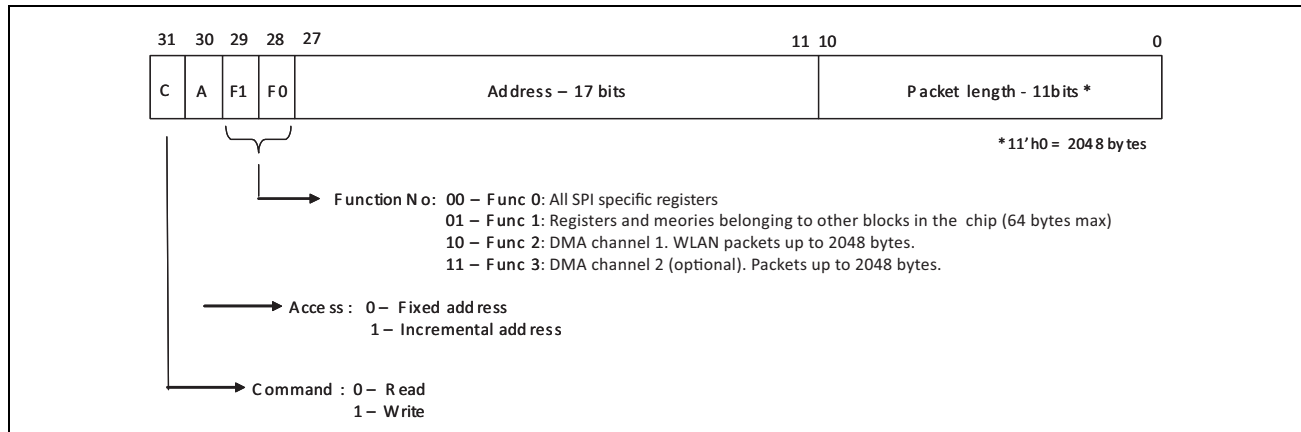 31 30 29 28 27 11 10 0
C A F1 F0 Address – 17 bits Packet length - 11bits *
*11'h0 = 2048 bytes
Function No: 00 – Func 0: All SPI specific registers
01 – Func 1: Registers and meories belonging to other blocks in the chip (64 bytes max)
10 – Func 2: DMA channel 1. WLAN packets up to 2048 bytes.
11 – Func 3: DMA channel 2 (optional). Packets up to 2048 bytes.
Access : 0 – Fixed address
1 – Incremental address
Command : 0 – Read
1 – Write